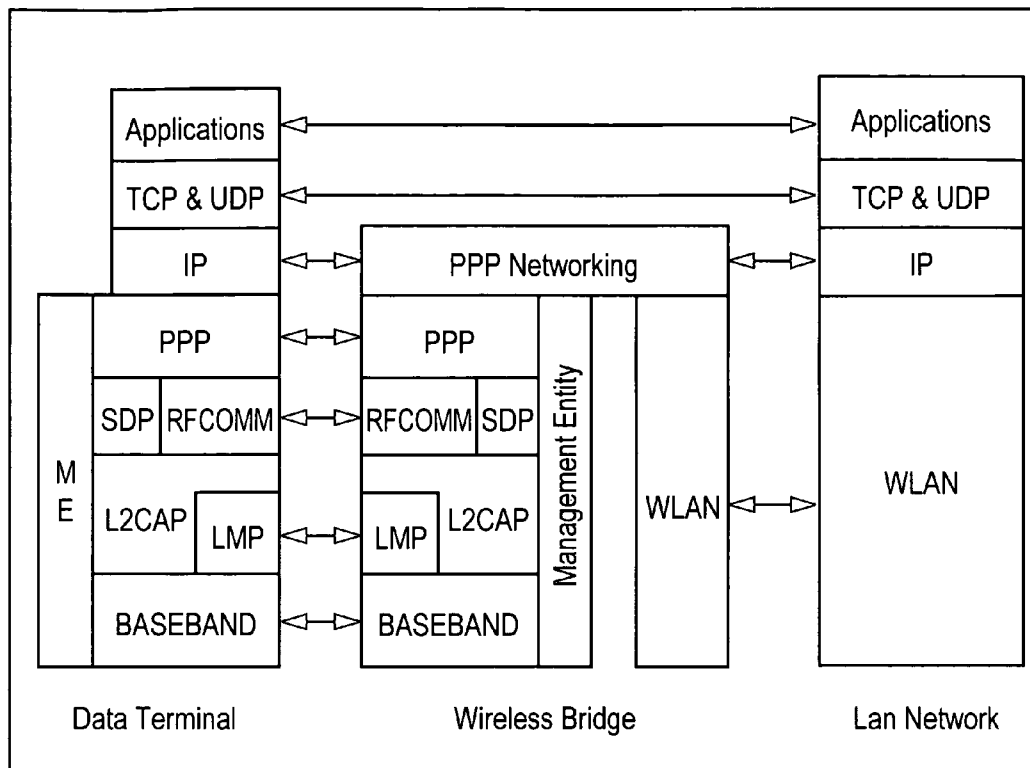 Applications
Applications
TCP & UDP
TCP & UDP
IP
PPP Networking
IP
PPP
PPP
SDP
RFCOMM
RFCOMM
SDP
M
E
L2CAP
LMP
LMP
L2CAP
Management Entity
WLAN
WLAN
BASEBAND
BASEBAND
Data Terminal
Wireless Bridge
Lan Network